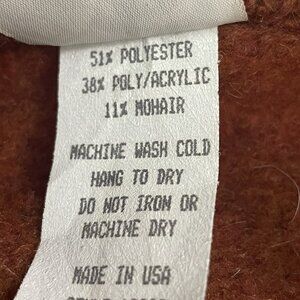 51% POLYESTER
38% POLY/ACRYLIC
11% MOHAIR
MACHINE WASH COLD
HANG TO DRY
DO NOT IRON OR
MACHINE DRY
MADE IN USA